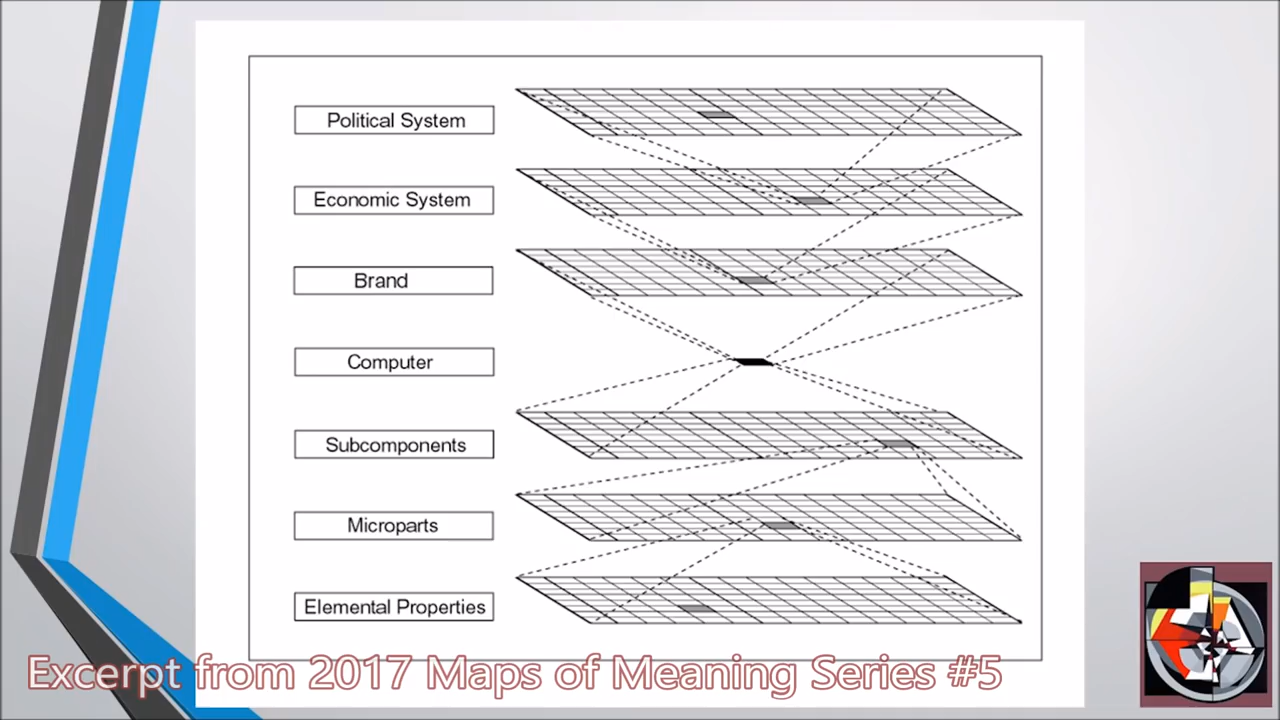 Political System
Economic System
Brand
Computer
Subcomponents
Microparts
Elemental Properties
Excerpt from 2017 Maps of Meaning Series #5